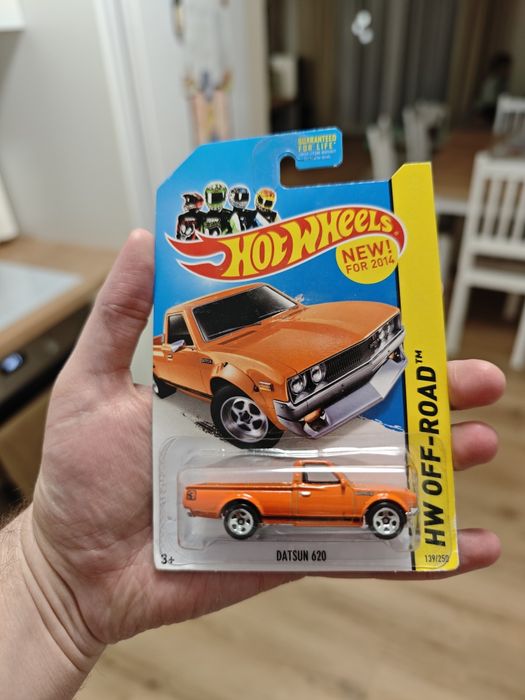 GUARANTEED
FOR LIFE
HOT WHEELS
NEW!
FOR 2014
HW OFF-ROAD™
3+
DATSUN 620
139/250